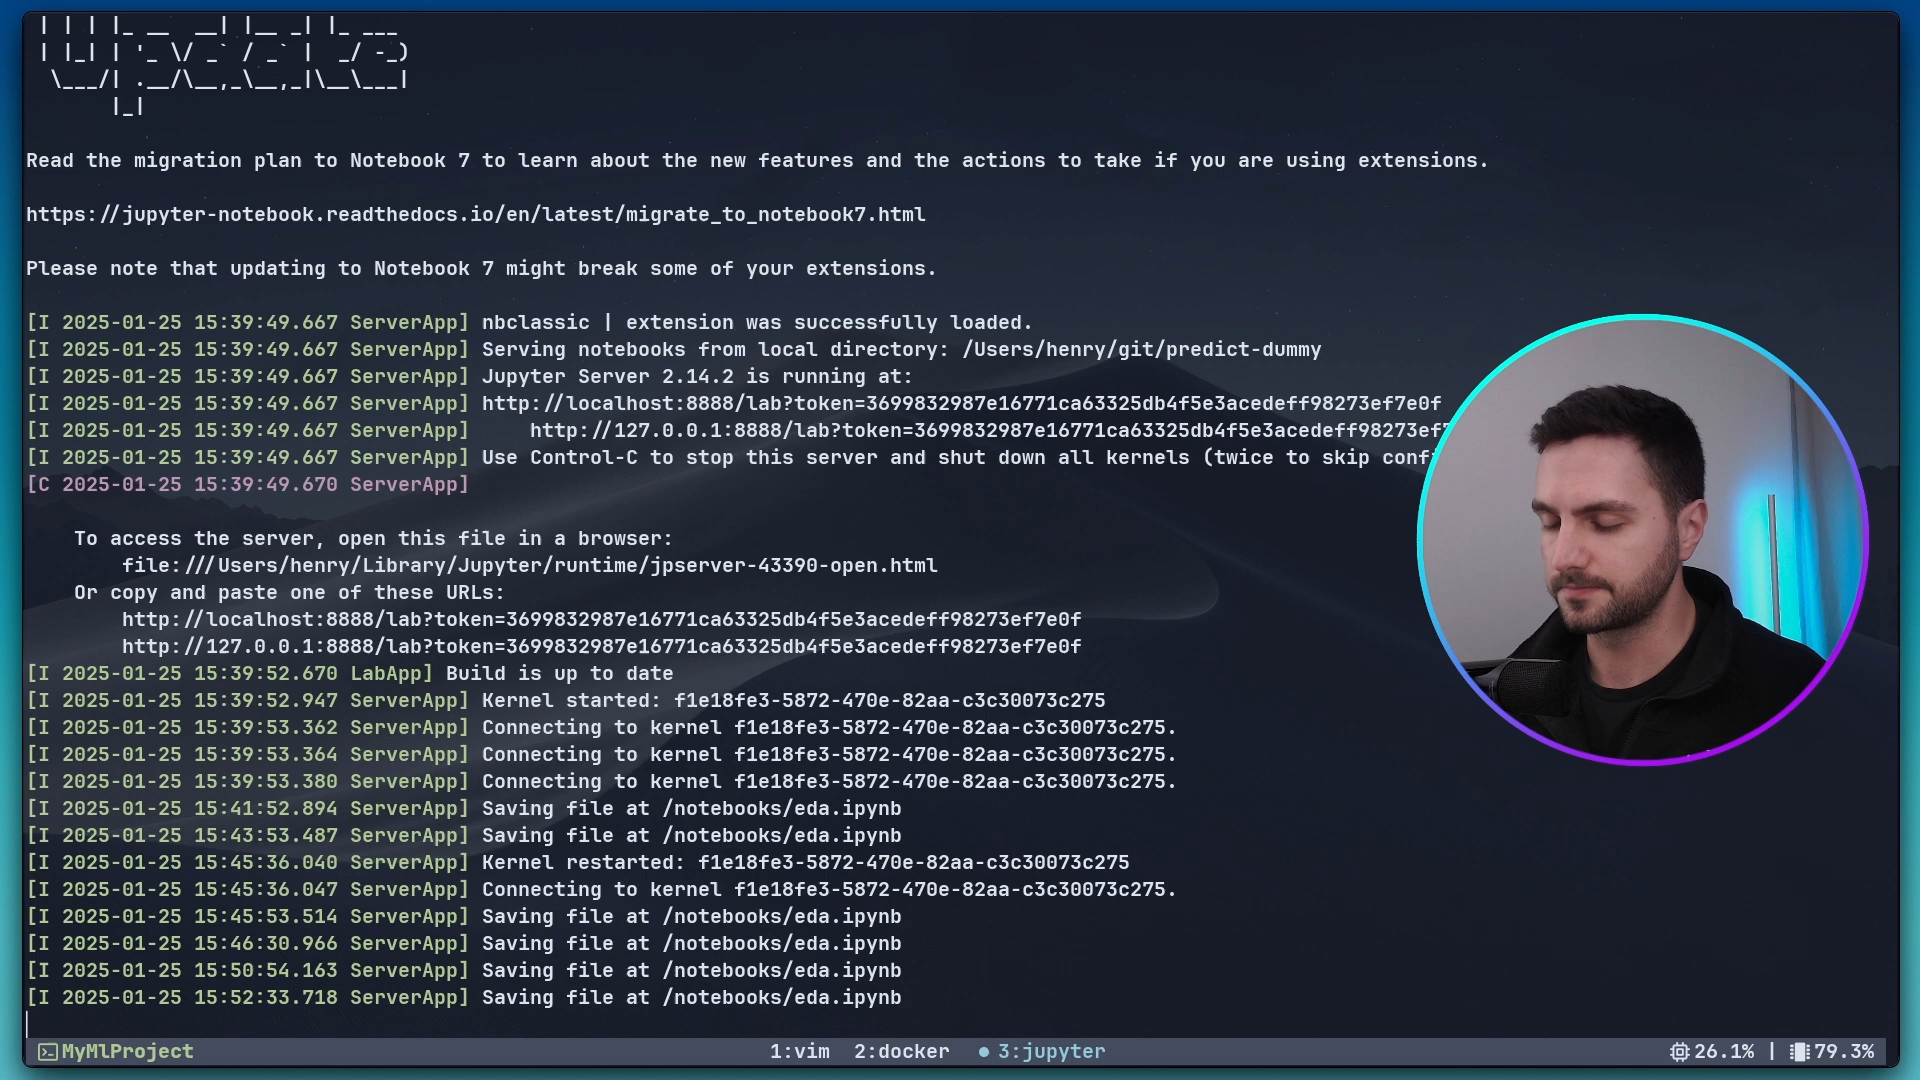 | | | |_ __  __| |__ _| |_ ___
 | |_| | '_ \/ _` / _` |  _/ -_)
  \___/| .__/\__,_\__,_|\__\___|
       |_|
Read the migration plan to Notebook 7 to learn about the new features and the actions to take if you are using extensions.
https://jupyter-notebook.readthedocs.io/en/latest/migrate_to_notebook7.html
Please note that updating to Notebook 7 might break some of your extensions.
[I 2025-01-25 15:39:49.667 ServerApp] nbclassic | extension was successfully loaded.
[I 2025-01-25 15:39:49.667 ServerApp] Serving notebooks from local directory: /Users/henry/git/predict-dummy
[I 2025-01-25 15:39:49.667 ServerApp] Jupyter Server 2.14.2 is running at:
[I 2025-01-25 15:39:49.667 ServerApp] http://localhost:8888/lab?token=3699832987e16771ca63325db4f5e3acedeff98273ef7e0f
[I 2025-01-25 15:39:49.667 ServerApp]     http://127.0.0.1:8888/lab?token=3699832987e16771ca63325db4f5e3acedeff98273ef
[I 2025-01-25 15:39:49.667 ServerApp] Use Control-C to stop this server and shut down all kernels (twice to skip conf
[C 2025-01-25 15:39:49.670 ServerApp]
    To access the server, open this file in a browser:
        file:///Users/henry/Library/Jupyter/runtime/jpserver-43390-open.html
    Or copy and paste one of these URLs:
        http://localhost:8888/lab?token=3699832987e16771ca63325db4f5e3acedeff98273ef7e0f
        http://127.0.0.1:8888/lab?token=3699832987e16771ca63325db4f5e3acedeff98273ef7e0f
[I 2025-01-25 15:39:52.670 LabApp] Build is up to date
[I 2025-01-25 15:39:52.947 ServerApp] Kernel started: f1e18fe3-5872-470e-82aa-c3c30073c275
[I 2025-01-25 15:39:53.362 ServerApp] Connecting to kernel f1e18fe3-5872-470e-82aa-c3c30073c275.
[I 2025-01-25 15:39:53.364 ServerApp] Connecting to kernel f1e18fe3-5872-470e-82aa-c3c30073c275.
[I 2025-01-25 15:39:53.380 ServerApp] Connecting to kernel f1e18fe3-5872-470e-82aa-c3c30073c275.
[I 2025-01-25 15:41:52.894 ServerApp] Saving file at /notebooks/eda.ipynb
[I 2025-01-25 15:43:53.487 ServerApp] Saving file at /notebooks/eda.ipynb
[I 2025-01-25 15:45:36.040 ServerApp] Kernel restarted: f1e18fe3-5872-470e-82aa-c3c30073c275
[I 2025-01-25 15:45:36.047 ServerApp] Connecting to kernel f1e18fe3-5872-470e-82aa-c3c30073c275.
[I 2025-01-25 15:45:53.514 ServerApp] Saving file at /notebooks/eda.ipynb
[I 2025-01-25 15:46:30.966 ServerApp] Saving file at /notebooks/eda.ipynb
[I 2025-01-25 15:50:54.163 ServerApp] Saving file at /notebooks/eda.ipynb
[I 2025-01-25 15:52:33.718 ServerApp] Saving file at /notebooks/eda.ipynb
MyMlProject 1:vim 2:docker ● 3:jupyter 26.1% | 79.3%